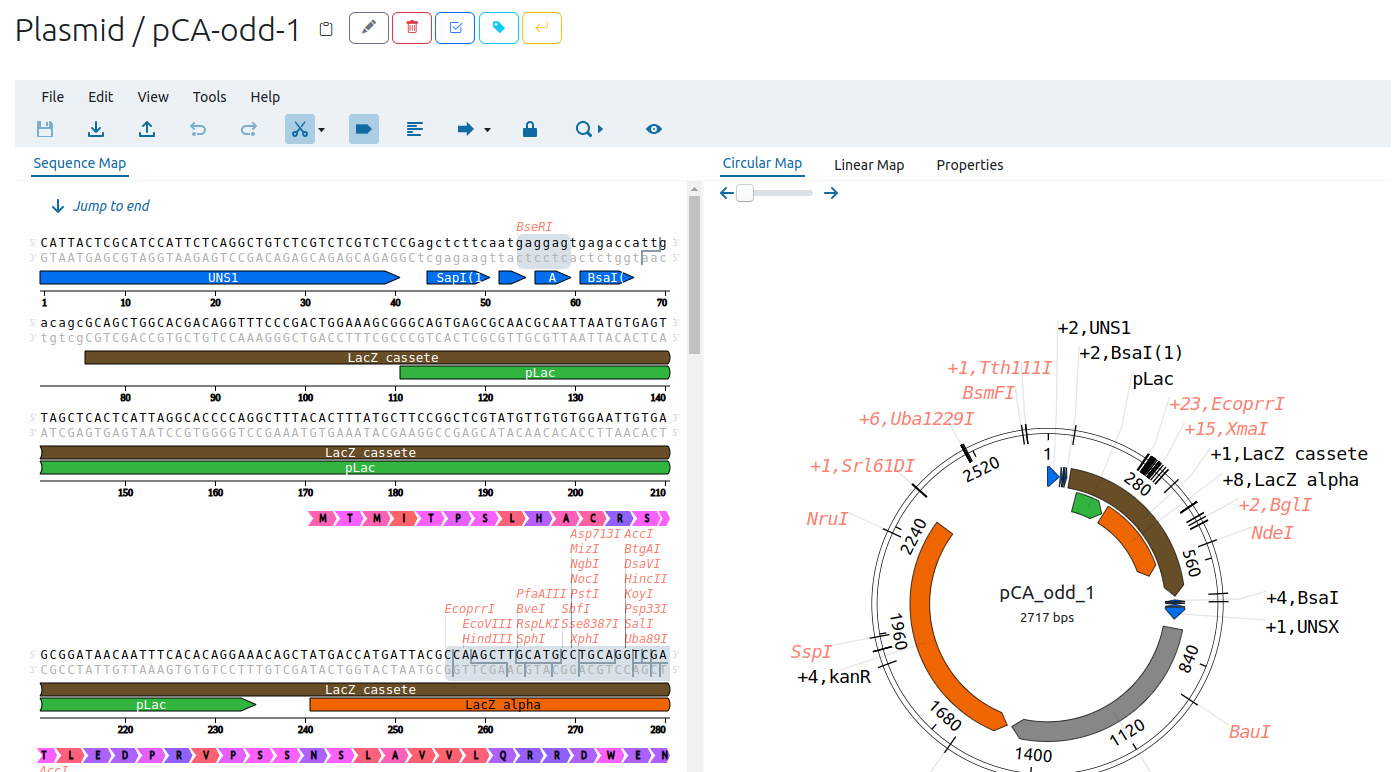 Plasmid / pCA-odd-1
File Edit View Tools Help
Sequence Map
Jump to end
BseRI
5' CATTACTCGCATCCATTCTCAGGCTGTCTCGTCTCGTCTCCGagctcttcaatgaggagtgagaccattg 3'
3' GTAATGAGCGTAGGTAAGAGTCCGACAGAGCAGAGCAGAGGctcgagaagttactcctcactctggtaac 5'
UNS1 SapI(1 A BsaI(
1 10 20 30 40 50 60 70
5' acagcGCAGCTGGCACGACAGGTTTCCCGACTGGAAAGCGGGCAGTGAGCGCAACGCAATTAATGTGAGT 3'
3' tgtcgCGTCGACCGTGCTGTCCAAAGGGCTGACCTTTCGCCCGTCACTCGCGTTGCGTTAATTACACTCA 5'
LacZ cassete
pLac
80 90 100 110 120 130 140
5' TAGCTCACTCATTAGGCACCCCAGGCTTTACACTTTATGCTTCCGGCTCGTATGTTGTGTGGAATTGTGA 3'
3' ATCGAGTGAGTAATCCGTGGGGTCCGAAATGTGAAATACGAAGGCCGAGCATACAACACACCTTAACACT 5'
LacZ cassete
pLac
150 160 170 180 190 200 210
M T M I T P S L H A C R S
Asp713I AccI
MizI BtgAI
NgbI DsaVI
NocI HincII
PfaAIII PstI KoyI
EcoprrI BveI SbfI Psp33I
EcoVIII RspLKI Sse8387I SalI
HindIII SphI XphI Uba89I
5' GCGGATAACAATTTCACACAGGAAACAGCTATGACCATGATTACGCCAAGCTTGCATGCCTGCAGGTCGA 3'
3' CGCCTATTGTTAAAGTGTGTCCTTTGTCGATACTGGTACTAATGCGGTTCGAACGTACGGACGTCCAGCT 5'
LacZ cassete
pLac LacZ alpha
220 230 240 250 260 270 280
T L E D P R V P S S N S L A V V L Q R R D W E N
AccI
Circular Map Linear Map Properties
+2,UNS1
+2,BsaI(1)
+1,Tth111I
pLac
BsmFI
+23,EcoprrI
+6,Uba1229I
+15,XmaI
+1,LacZ cassete
+1,Srl61DI
+8,LacZ alpha
+2,BglI
NruI
NdeI
1
280
560
840
1120
1400
1680
1960
2240
2520
pCA_odd_1
2717 bps
+4,BsaI
+1,UNSX
SspI
+4,kanR
BauI